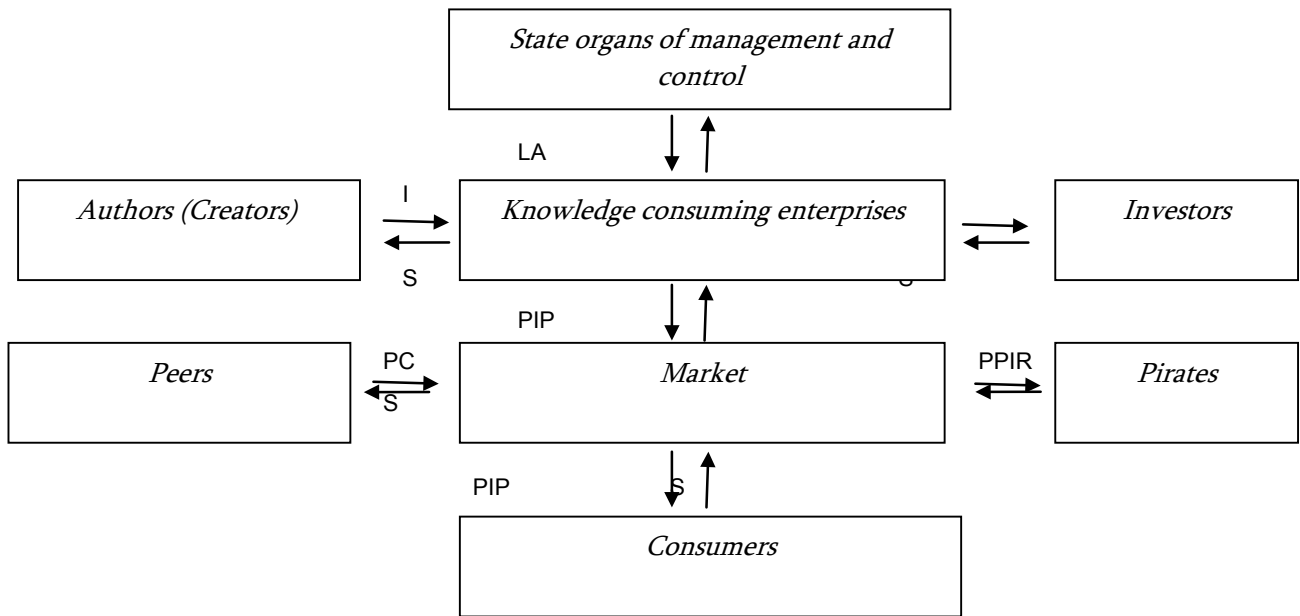 State organs of management and
control
LA
Authors (Creators)
I
Knowledge consuming enterprises
Investors
S
S
PIP
Peers
PC
Market
PPIR
Pirates
S
PIP
S
Consumers